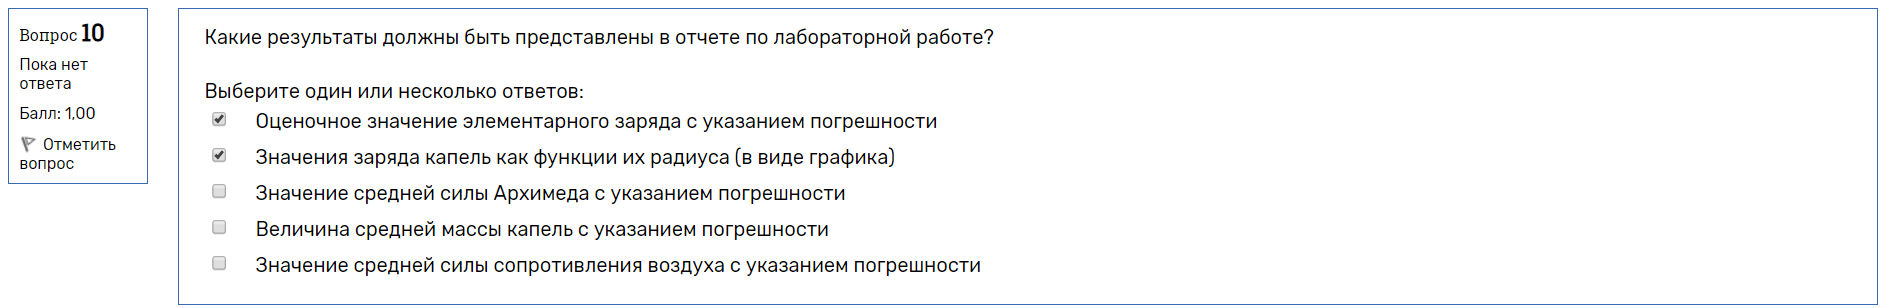 Вопрос 10
Пока нет
ответа
Балл: 1,00
Отметить
вопрос
Какие результаты должны быть представлены в отчете по лабораторной работе?
Выберите один или несколько ответов:
Оценочное значение элементарного заряда с указанием погрешности
Значения заряда капель как функции их радиуса (в виде графика)
Значение средней силы Архимеда с указанием погрешности
Величина средней массы капель с указанием погрешности
Значение средней силы сопротивления воздуха с указанием погрешности